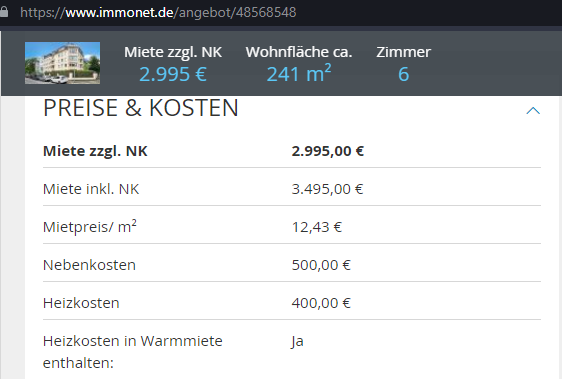 https://www.immonet.de/angebot/48568548
Miete zzgl. NK Wohnfläche ca. Zimmer
2.995 € 241 m² 6
PREISE & KOSTEN
Miete zzgl. NK 2.995,00 €
Miete inkl. NK 3.495,00 €
Mietpreis/ m² 12,43 €
Nebenkosten 500,00 €
Heizkosten 400,00 €
Heizkosten in Warmmiete Ja
enthalten: